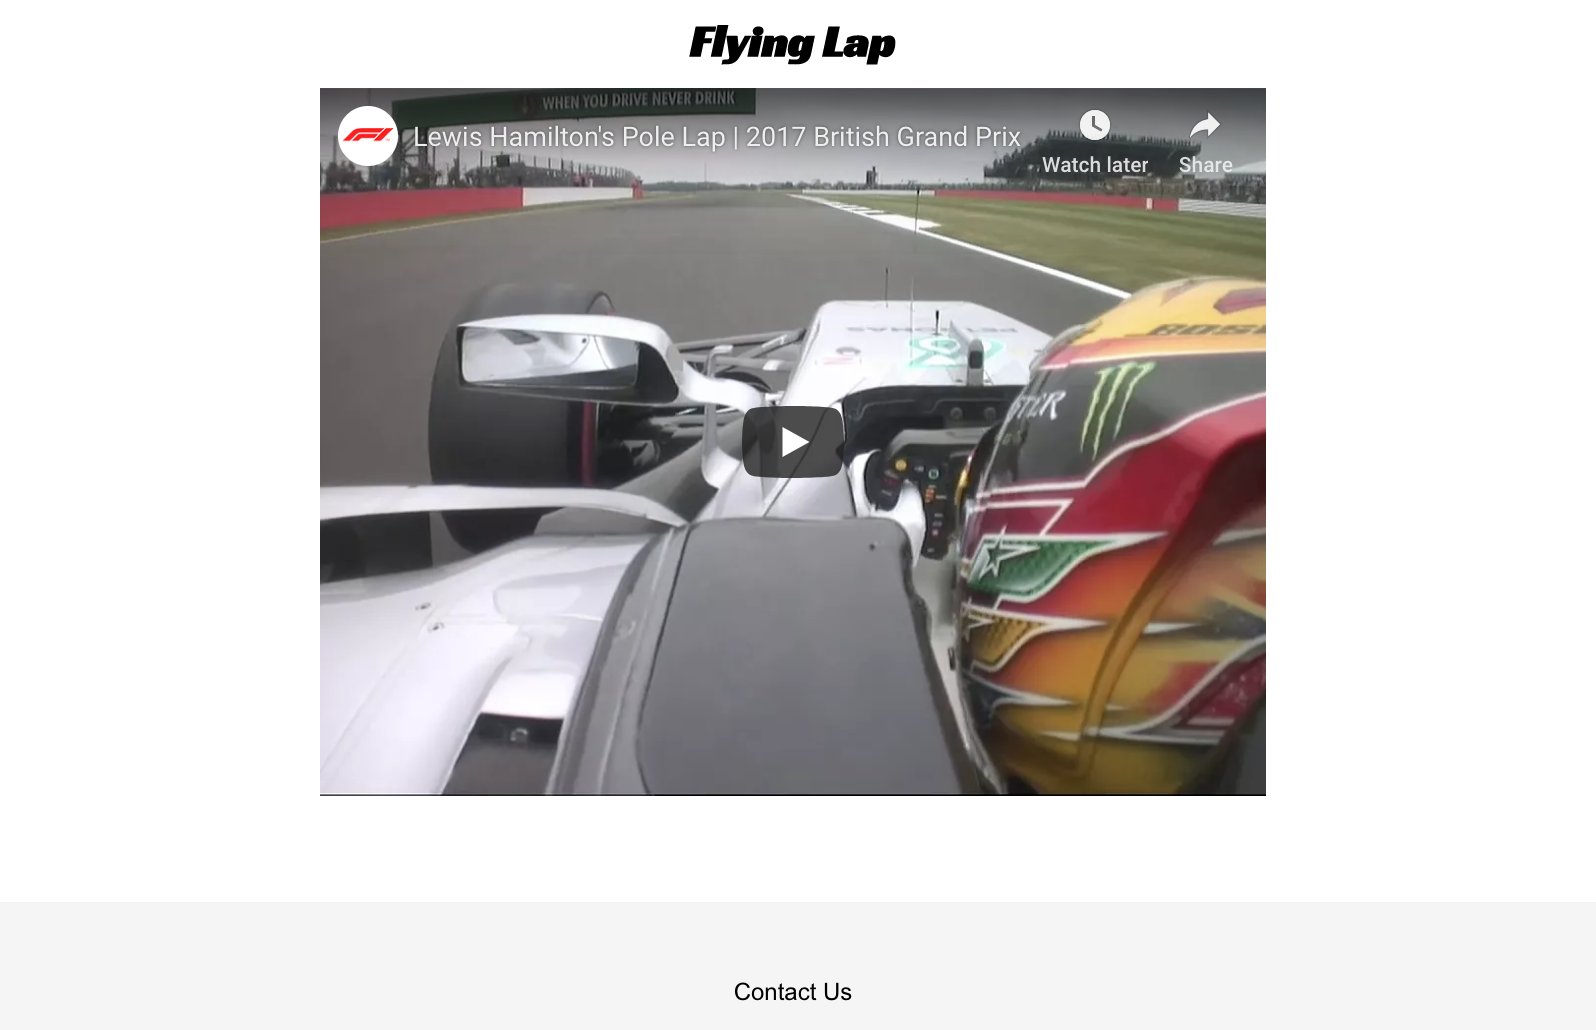 Flying Lap
WHEN YOU DRIVE NEVER DRINK
Lewis Hamilton's Pole Lap | 2017 British Grand Prix
Watch later
Share
PETRONAS
Contact Us